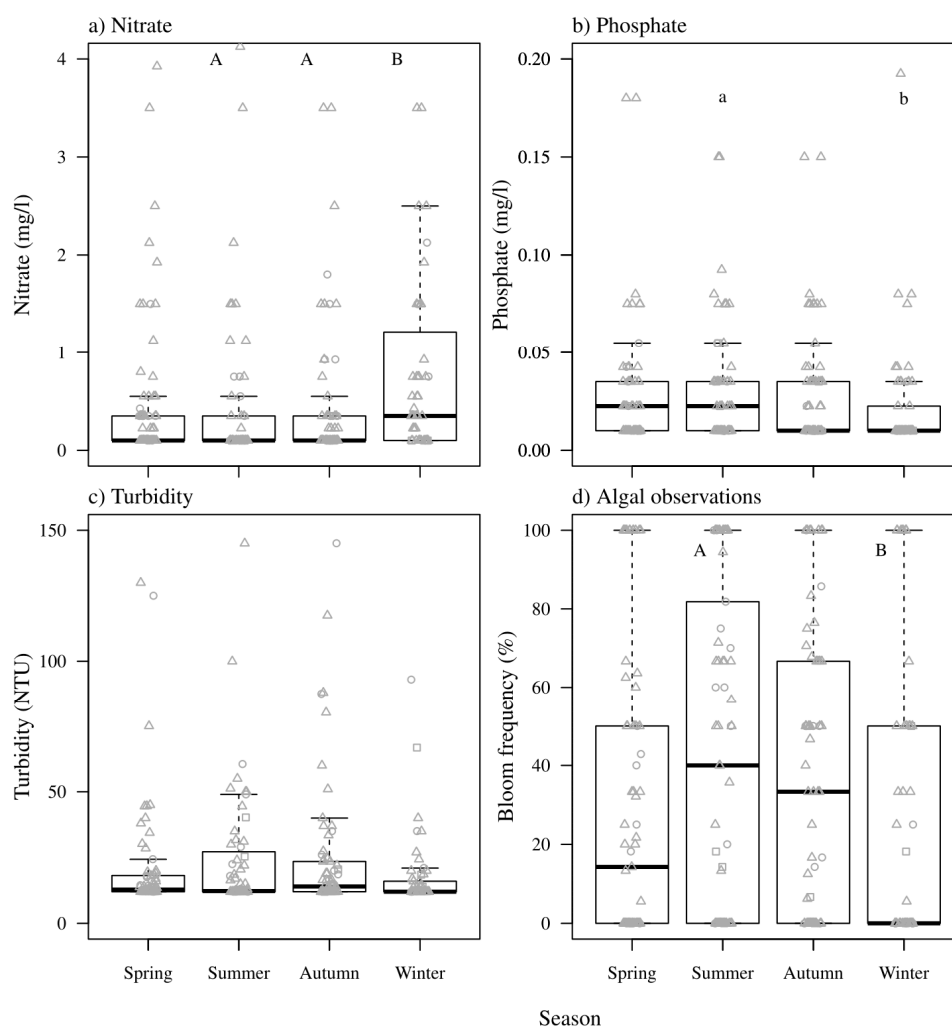 a) Nitrate
b) Phosphate
A
A
B
a
b
Nitrate (mg/l)
4
3
2
1
0
Phosphate (mg/l)
0.20
0.15
0.10
0.05
0.00
c) Turbidity
d) Algal observations
A
B
Turbidity (NTU)
150
100
50
0
Bloom frequency (%)
100
80
60
40
20
0
Spring Summer Autumn Winter
Spring Summer Autumn Winter
Season